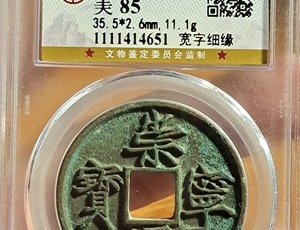 美 85
35.5*2.6mm,11.1g
1111414651 宽字细缘
★ ★ ★ ★ ★ ★ ★
文物鉴定委员会监制
崇
寧
寶